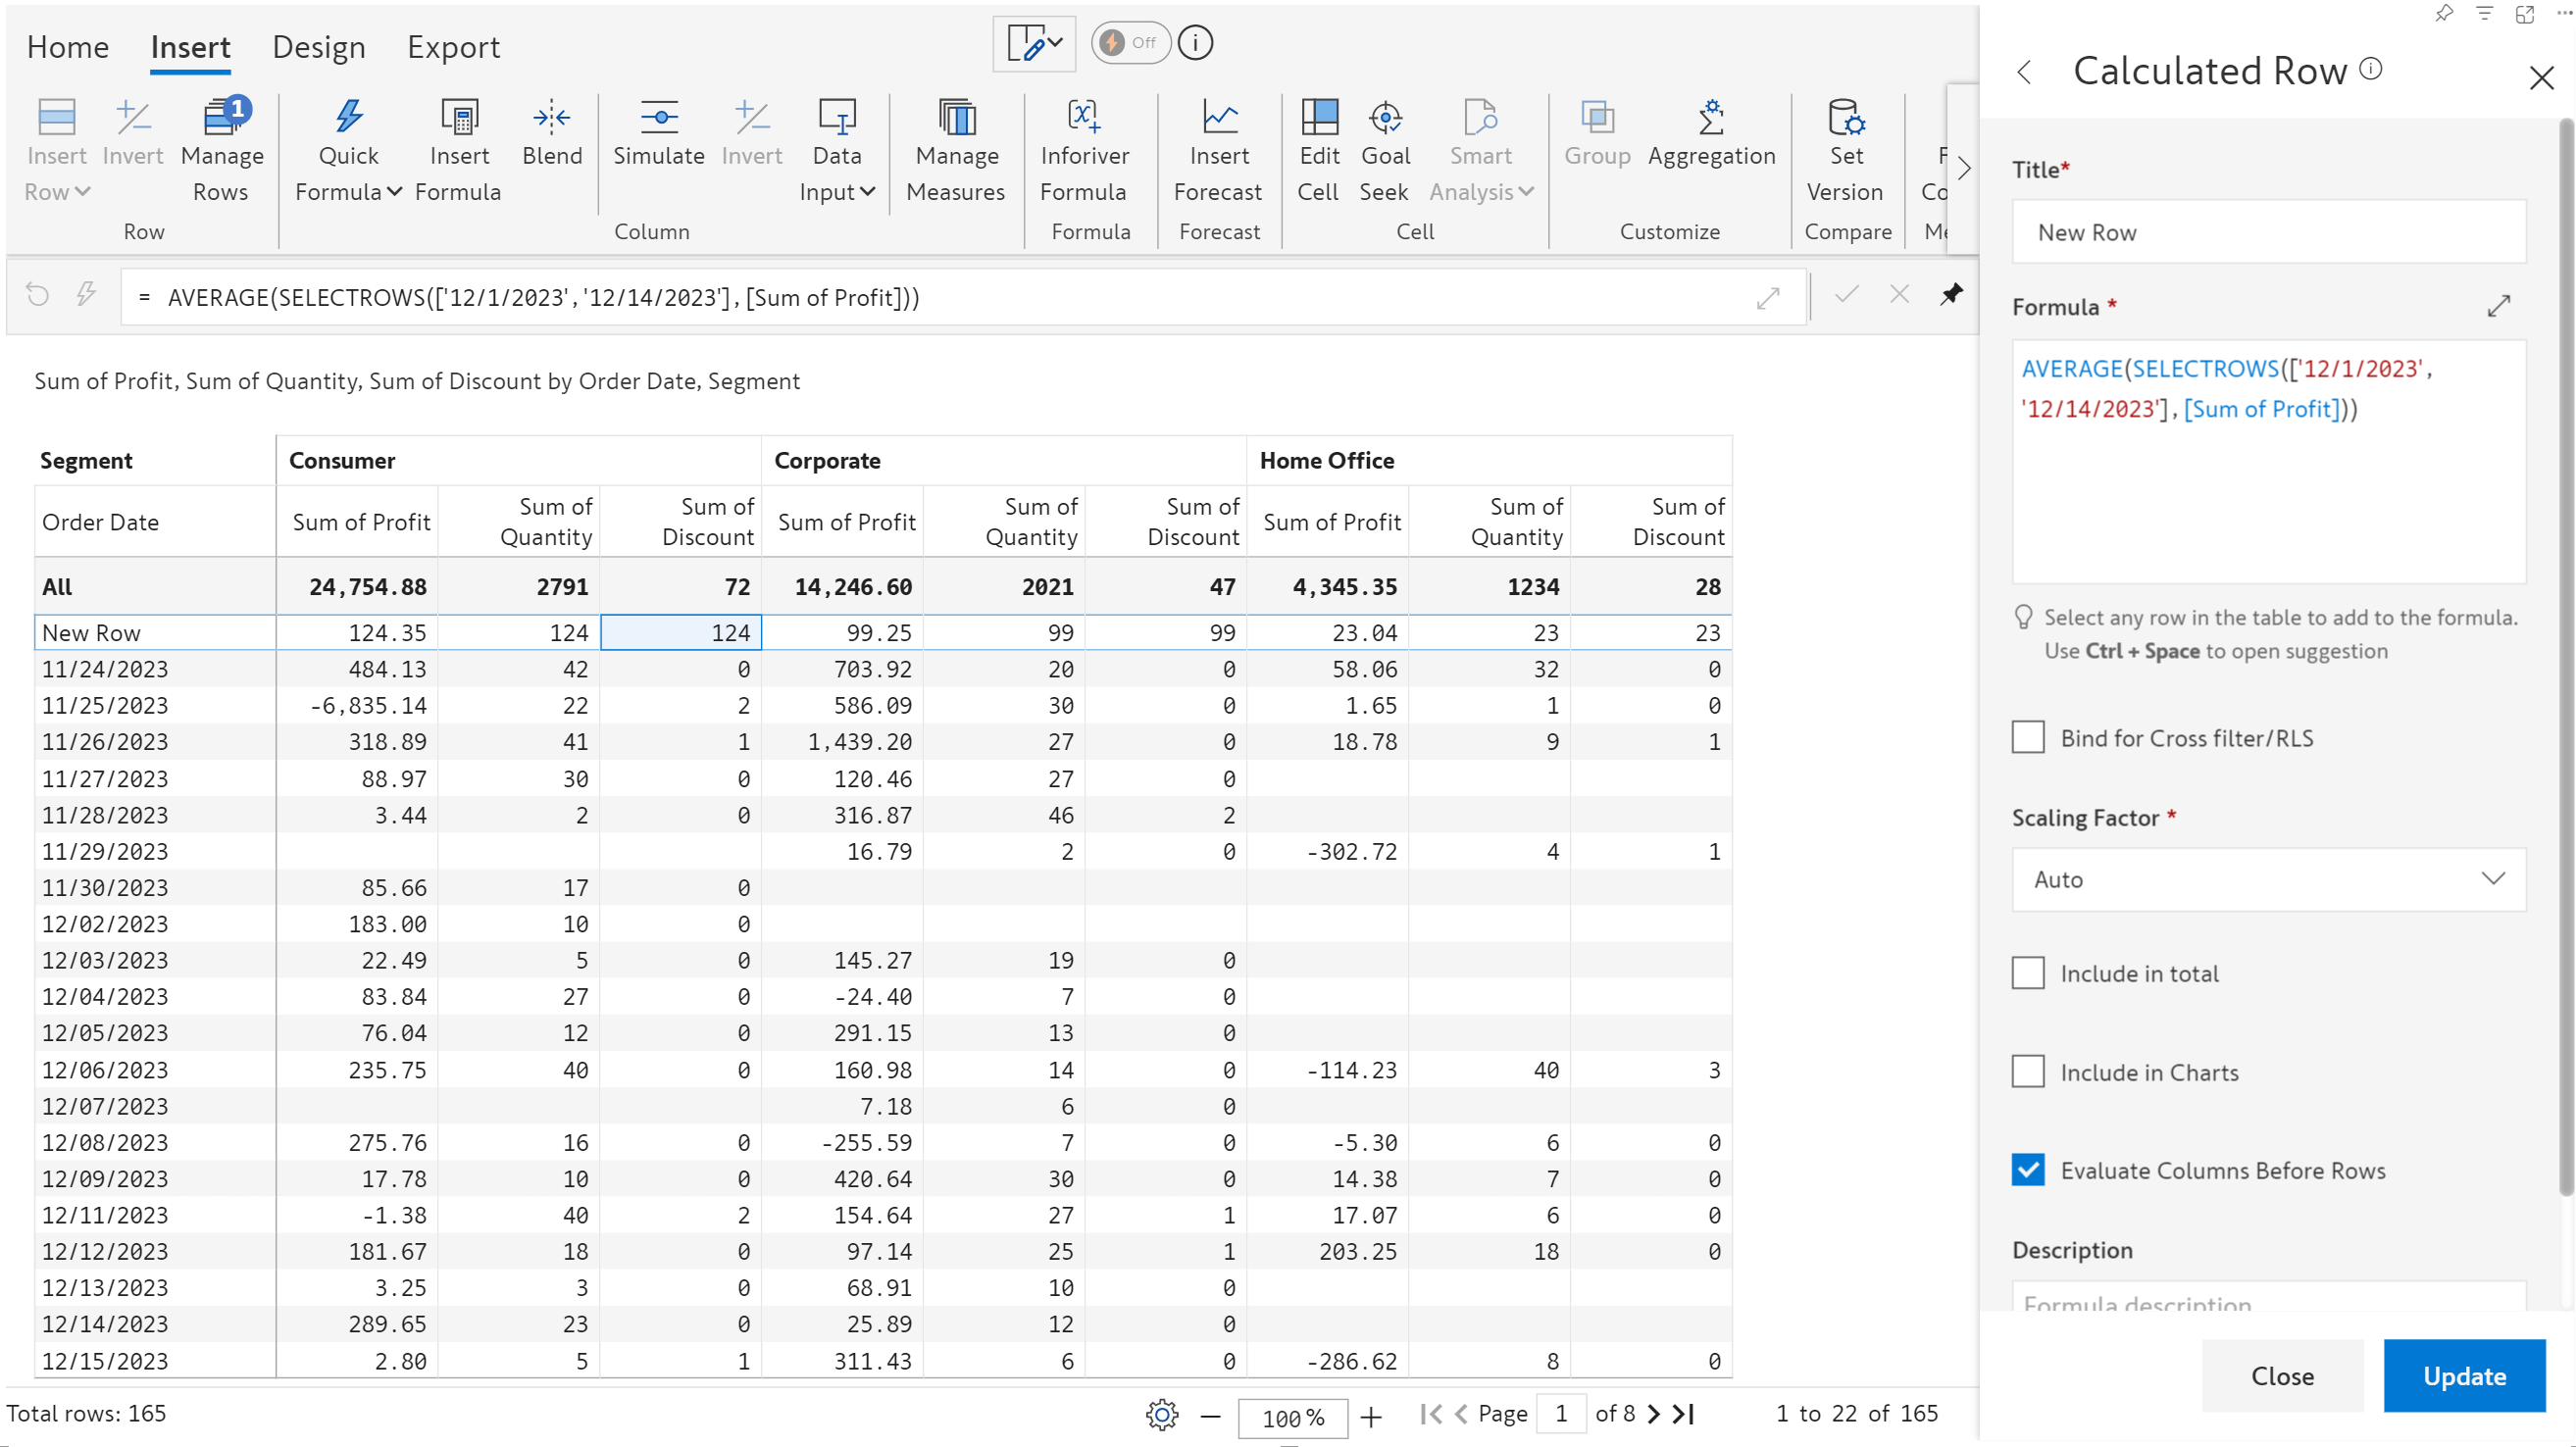 Home Insert Design Export
Off
Insert Row
Invert
1
Manage Rows
Row
Quick Formula
Insert Formula
Blend
Simulate
Invert
Data Input
Column
Manage Measures
Inforiver Formula
Formula
Insert Forecast
Forecast
Edit Cell
Goal Seek
Smart Analysis
Cell
Group
Aggregation
Customize
Set Version
Compare
= AVERAGE(SELECTROWS(['12/1/2023','12/14/2023'],[Sum of Profit]))
Sum of Profit, Sum of Quantity, Sum of Discount by Order Date, Segment
Segment Consumer Corporate Home Office
Order Date Sum of Profit Sum of Quantity Sum of Discount Sum of Profit Sum of Quantity Sum of Discount Sum of Profit Sum of Quantity Sum of Discount
All 24,754.88 2791 72 14,246.60 2021 47 4,345.35 1234 28
New Row 124.35 124 124 99.25 99 99 23.04 23 23
11/24/2023 484.13 42 0 703.92 20 0 58.06 32 0
11/25/2023 -6,835.14 22 2 586.09 30 0 1.65 1 0
11/26/2023 318.89 41 1 1,439.20 27 0 18.78 9 1
11/27/2023 88.97 30 0 120.46 27 0
11/28/2023 3.44 2 0 316.87 46 2
11/29/2023 16.79 2 0 -302.72 4 1
11/30/2023 85.66 17 0
12/02/2023 183.00 10 0
12/03/2023 22.49 5 0 145.27 19 0
12/04/2023 83.84 27 0 -24.40 7 0
12/05/2023 76.04 12 0 291.15 13 0
12/06/2023 235.75 40 0 160.98 14 0 -114.23 40 3
12/07/2023 7.18 6 0
12/08/2023 275.76 16 0 -255.59 7 0 -5.30 6 0
12/09/2023 17.78 10 0 420.64 30 0 14.38 7 0
12/11/2023 -1.38 40 2 154.64 27 1 17.07 6 0
12/12/2023 181.67 18 0 97.14 25 1 203.25 18 0
12/13/2023 3.25 3 0 68.91 10 0
12/14/2023 289.65 23 0 25.89 12 0
12/15/2023 2.80 5 1 311.43 6 0 -286.62 8 0
Total rows: 165
100 %
Page 1 of 8
1 to 22 of 165
Calculated Row
Title*
New Row
Formula *
AVERAGE(SELECTROWS(['12/1/2023',
'12/14/2023'],[Sum of Profit]))
Select any row in the table to add to the formula.
Use Ctrl + Space to open suggestion
Bind for Cross filter/RLS
Scaling Factor *
Auto
Include in total
Include in Charts
Evaluate Columns Before Rows
Description
Formula description
Close Update